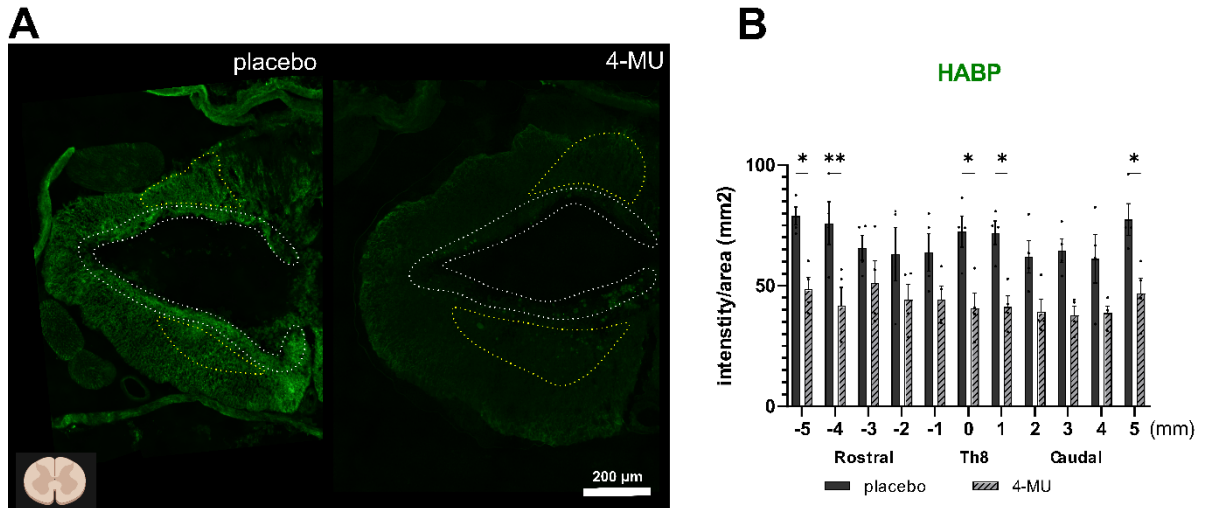 A
placebo
4-MU
200 µm
B
HABP
* ** * * *
intenstity/area (mm2)
100
50
0
-5 -4 -3 -2 -1 0 1 2 3 4 5 (mm)
Rostral Th8 Caudal
placebo 4-MU